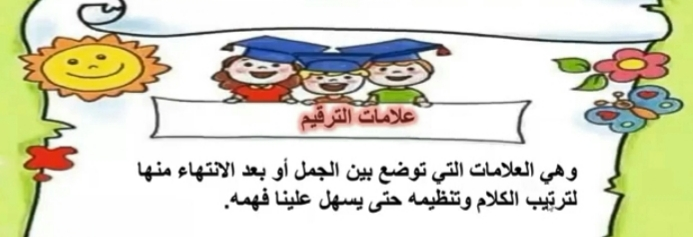 علامات الترقيم
وهي العلامات التي توضع بين الجمل أو بعد الانتهاء منها
لترتيب الكلام وتنظيمه حتى يسهل علينا فهمه.